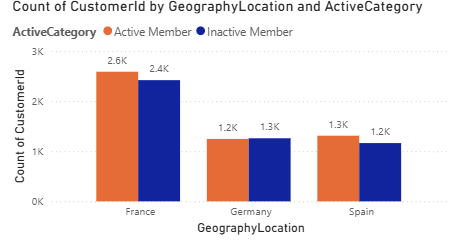 Count of CustomerId by GeographyLocation and ActiveCategory
ActiveCategory Active Member Inactive Member
3K
2K
1K
0K
Count of CustomerId
2.6K
2.4K
1.2K
1.3K
1.3K
1.2K
France
Germany
Spain
GeographyLocation